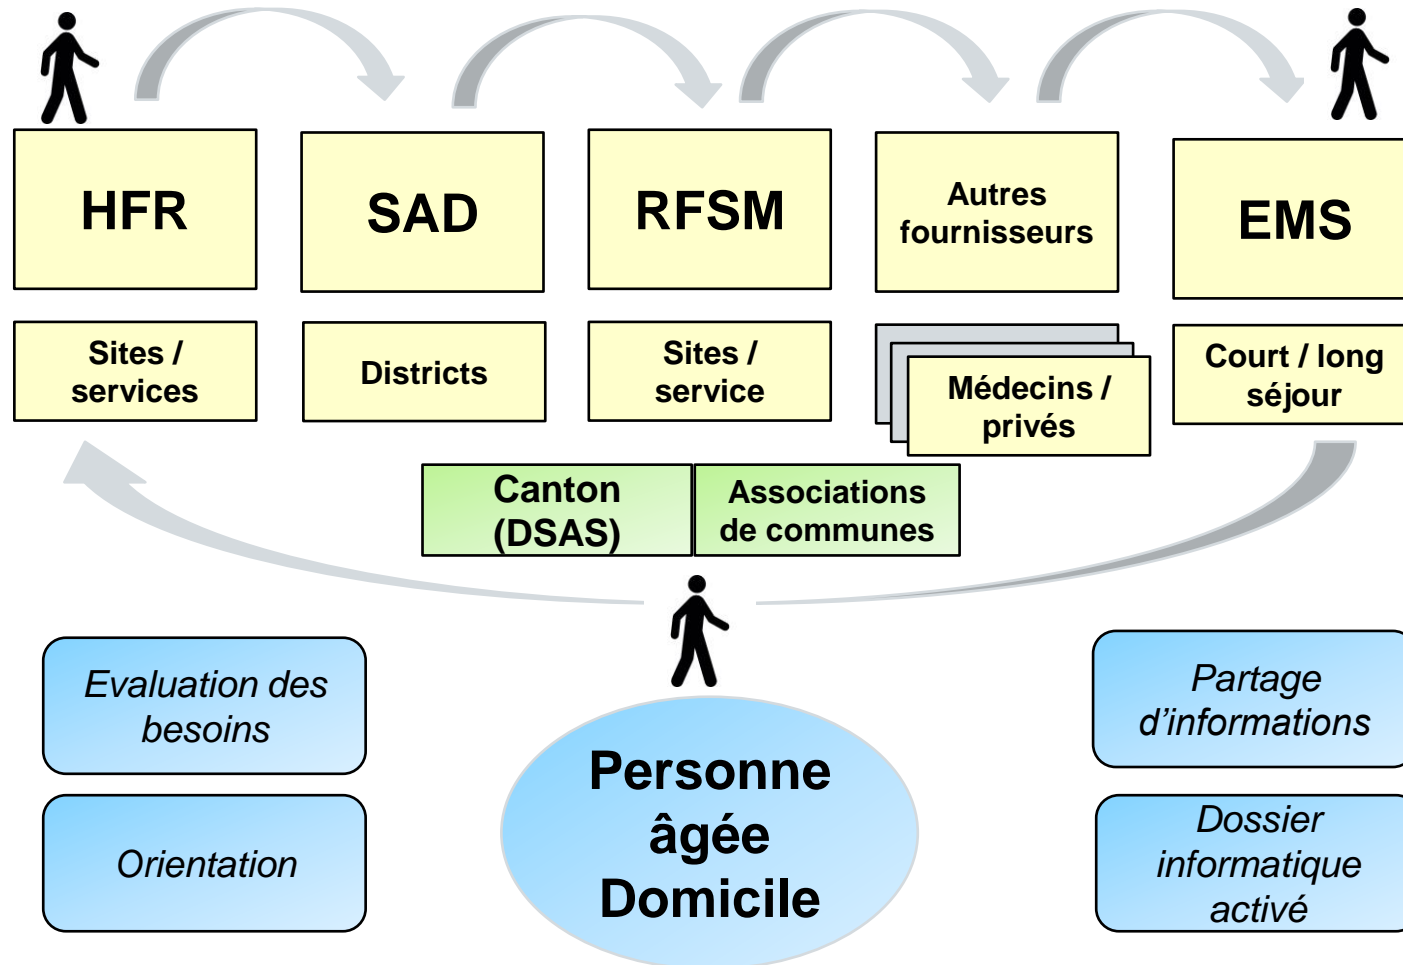 HFR
SAD
RFSM
Autres
fournisseurs
EMS
Sites /
services
Districts
Sites /
service
Médecins /
privés
Court / long
séjour
Canton
(DSAS)
Associations
de communes
Evaluation des
besoins
Orientation
Personne
âgée
Domicile
Partage
d’informations
Dossier
informatique
activé